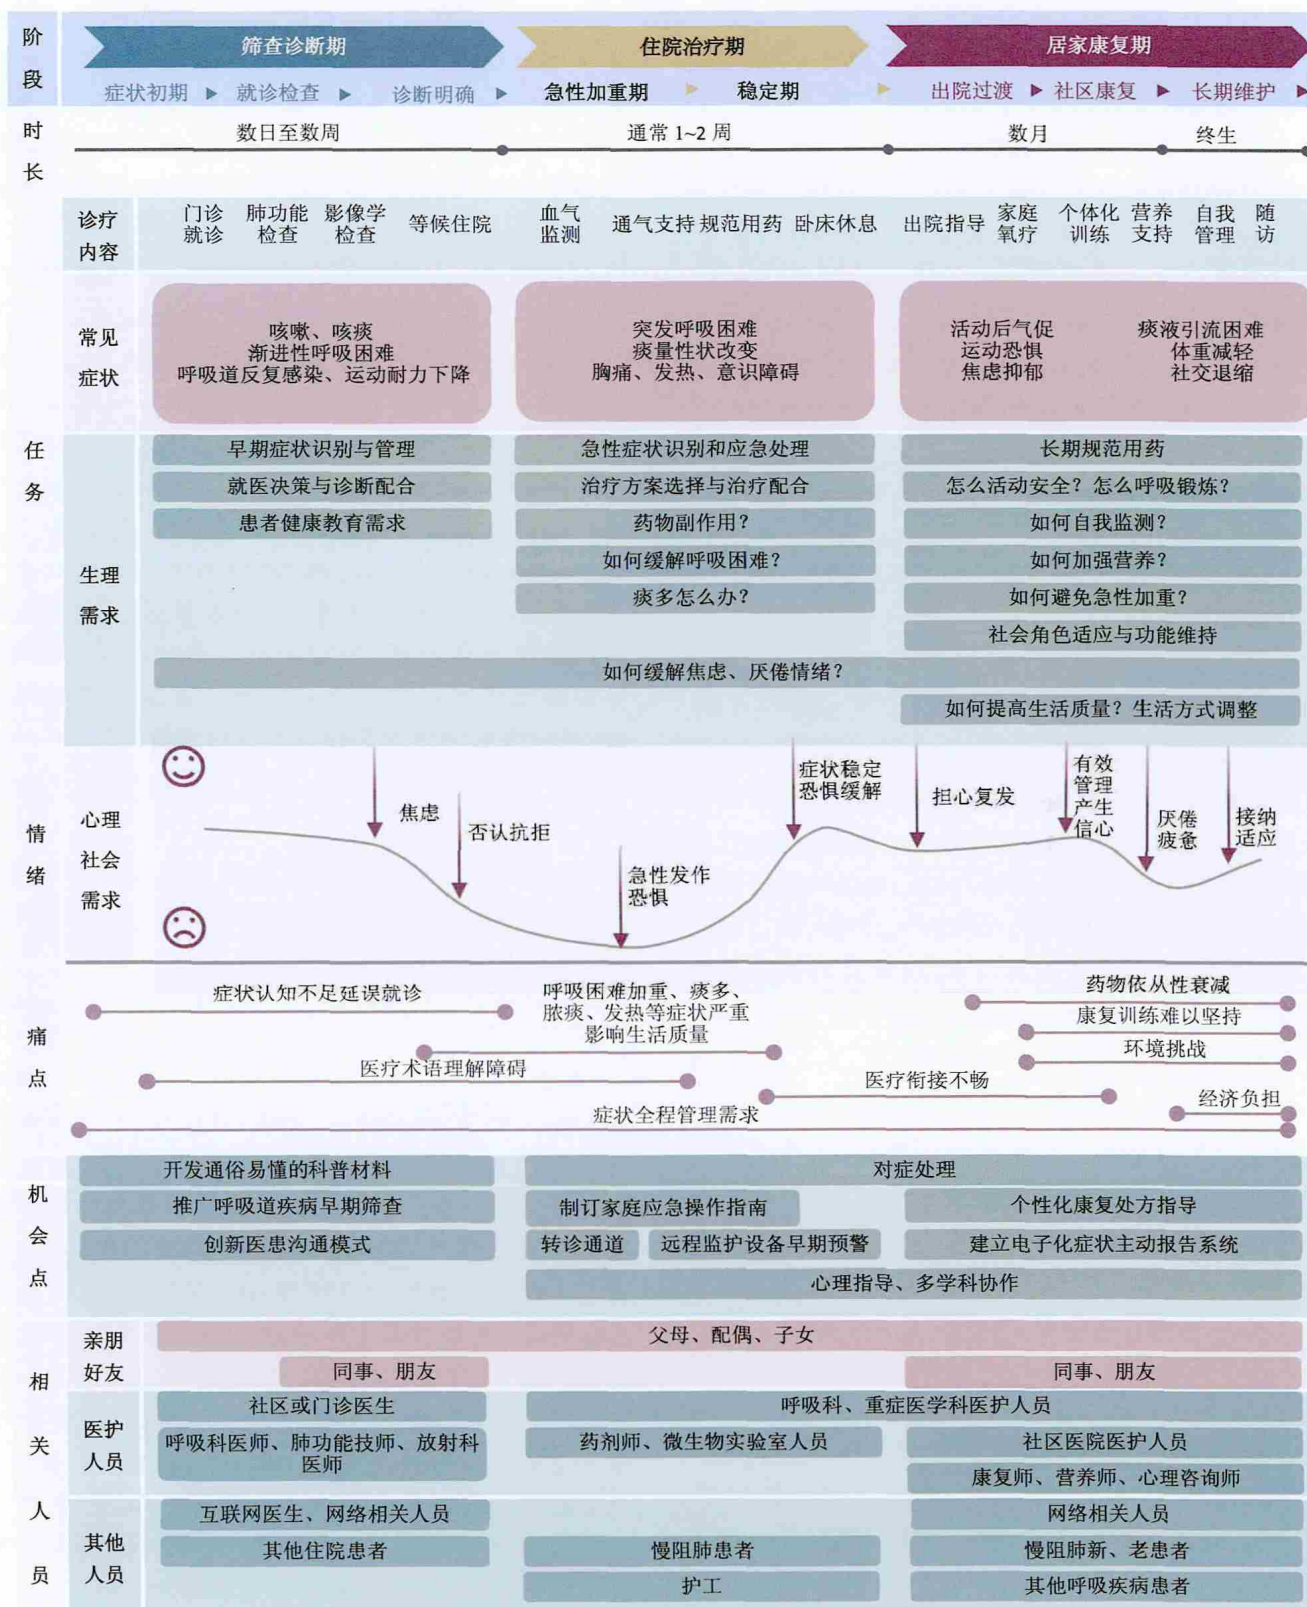 阶段
筛查诊断期
住院治疗期
居家康复期
症状初期
就诊检查
诊断明确
急性加重期
稳定期
出院过渡
社区康复
长期维护
时长
数日至数周
通常 1~2 周
数月
终生
任务
诊疗
内容
门诊
就诊
肺功能
检查
影像学
检查
等候住院
血气
监测
通气支持
规范用药
卧床休息
出院指导
家庭
氧疗
个体化
训练
营养
支持
自我
管理
随
访
常见
症状
咳嗽、咳痰
渐进性呼吸困难
呼吸道反复感染、运动耐力下降
突发呼吸困难
痰量性状改变
胸痛、发热、意识障碍
活动后气促
运动恐惧
焦虑抑郁
痰液引流困难
体重减轻
社交退缩
生理
需求
早期症状识别与管理
急性症状识别和应急处理
长期规范用药
就医决策与诊断配合
治疗方案选择与治疗配合
怎么活动安全？怎么呼吸锻炼？
患者健康教育需求
药物副作用？
如何自我监测？
如何缓解呼吸困难？
如何加强营养？
痰多怎么办？
如何避免急性加重？
社会角色适应与功能维持
如何缓解焦虑、厌倦情绪？
如何提高生活质量？生活方式调整
情绪
心理
社会
需求
焦虑
否认抗拒
急性发作
恐惧
症状稳定
恐惧缓解
担心复发
有效
管理
产生
信心
厌倦
疲惫
接纳
适应
痛点
症状认知不足延误就诊
呼吸困难加重、痰多、
脓痰、发热等症状严重
影响生活质量
药物依从性衰减
康复训练难以坚持
环境挑战
医疗术语理解障碍
医疗衔接不畅
经济负担
症状全程管理需求
机会点
开发通俗易懂的科普材料
对症处理
推广呼吸道疾病早期筛查
制订家庭应急操作指南
个性化康复处方指导
创新医患沟通模式
转诊通道
远程监护设备早期预警
建立电子化症状主动报告系统
心理指导、多学科协作
相关人员
亲朋
好友
父母、配偶、子女
同事、朋友
同事、朋友
医护
人员
社区或门诊医生
呼吸科、重症医学科医护人员
呼吸科医师、肺功能技师、放射科
医师
药剂师、微生物实验室人员
社区医院医护人员
康复师、营养师、心理咨询师
其他
人员
互联网医生、网络相关人员
网络相关人员
其他住院患者
慢阻肺患者
慢阻肺新、老患者
护工
其他呼吸疾病患者